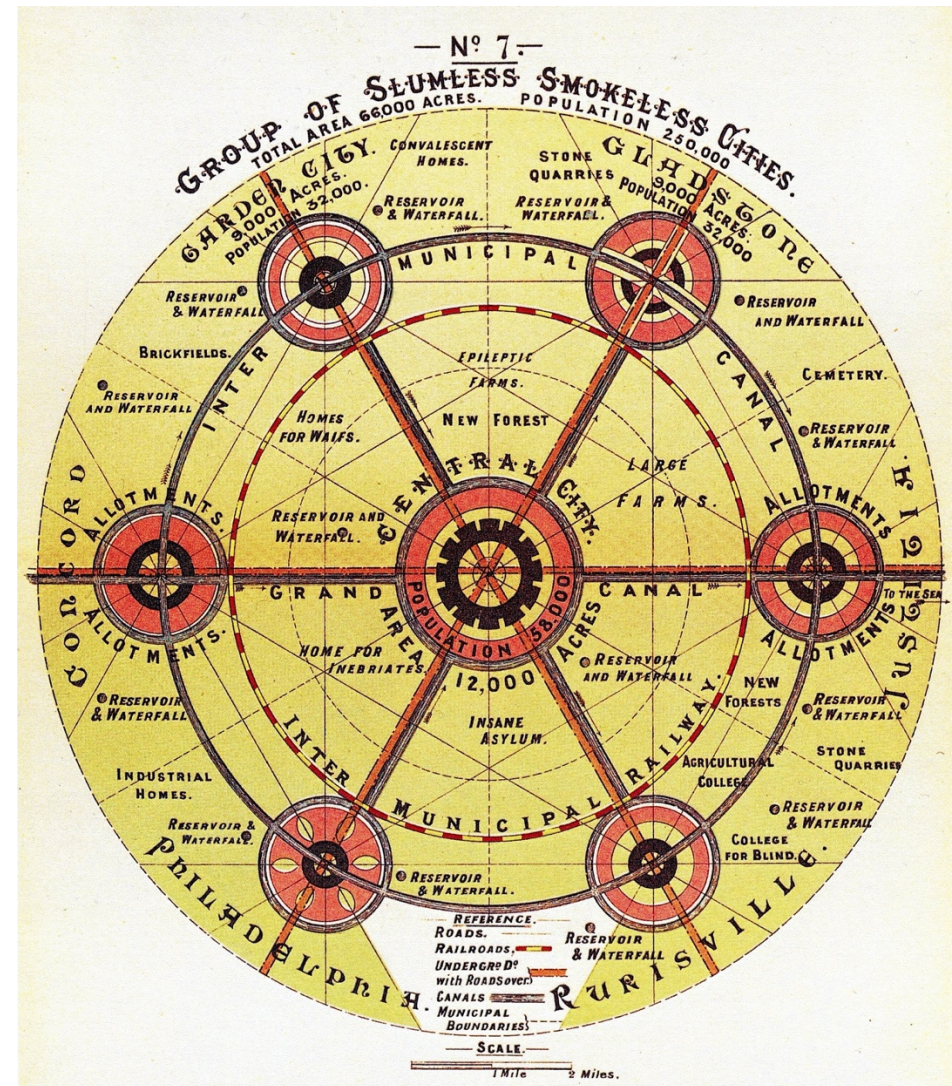 — Nº 7. —
GROUP OF SLUMLESS SMOKELESS CITIES.
TOTAL AREA 66,000 ACRES. POPULATION 250,000
GARDEN CITY.
9,000 ACRES.
POPULATION 32,000.
CONVALESCENT
HOMES.
STONE
QUARRIES
GLADSTONE
9,000 ACRES.
POPULATION
32,000
RESERVOIR
& WATERFALL.
RESERVOIR &
WATERFALL.
INTER MUNICIPAL CANAL
RESERVOIR
& WATERFALL
RESERVOIR
AND WATERFALL
BRICKFIELDS.
EPILEPTIC
FARMS.
CEMETERY.
RESERVOIR
AND WATERFALL
HOMES
FOR WAIFS.
NEW FOREST
RESERVOIR
& WATERFALL
LARGE
FARMS.
CENTRAL CITY.
CONCORD
ALLOTMENTS.
RESERVOIR AND
WATERFALL.
ALLOTMENTS
JUSTITIA
GRAND CANAL
POPULATION 58,000
TO THE SEA
ALLOTMENTS.
AREA 12,000 ACRES
ALLOTMENTS
HOME FOR
INEBRIATES.
RESERVOIR
AND WATERFALL
RESERVOIR
& WATERFALL
NEW
FORESTS
RESERVOIR
& WATERFALL
INSANE
ASYLUM.
STONE
QUARRIES
INDUSTRIAL
HOMES.
INTER MUNICIPAL RAILWAY.
AGRICULTURAL
COLLEGE
RESERVOIR
& WATERFALL
RESERVOIR &
WATERFALL.
COLLEGE
FOR BLIND.
RESERVOIR
& WATERFALL.
PHILADELPHIA.
RURISVILLE.
REFERENCE.
ROADS.
RAILROADS.
UNDERGRD Dº
with Roads over
CANALS
MUNICIPAL
BOUNDARIES
RESERVOIR
& WATERFALL
— SCALE. —
1 Mile 2 Miles.